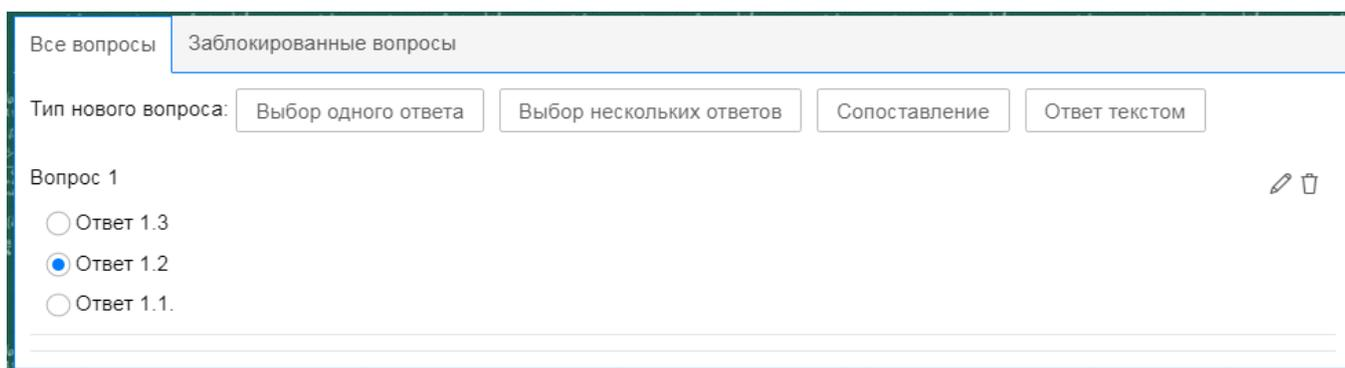 Все вопросы Заблокированные вопросы
Тип нового вопроса: Выбор одного ответа Выбор нескольких ответов Сопоставление Ответ текстом
Вопрос 1
Ответ 1.3
Ответ 1.2
Ответ 1.1.